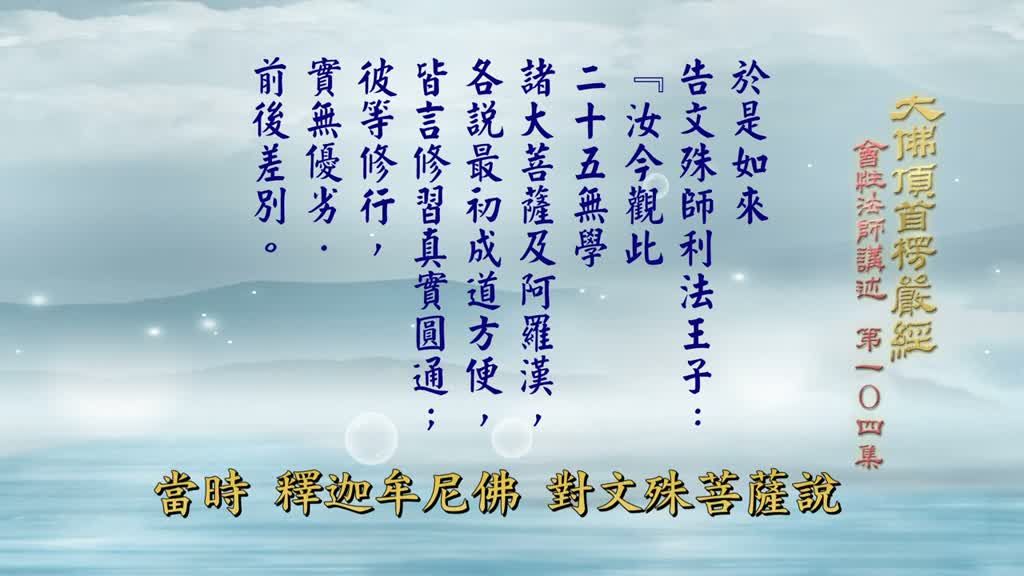 大佛頂首楞嚴經
會性法師講述 第一〇四集
於是如來
告文殊師利法王子：
『汝今觀此
二十五無學
諸大菩薩及阿羅漢，
各說最初成道方便，
皆言修習真實圓通；
彼等修行，
實無優劣．
前後差別。
當時 釋迦牟尼佛 對文殊菩薩說